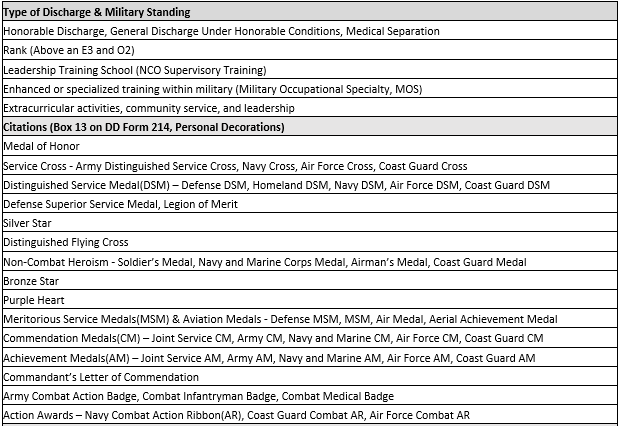 Type of Discharge & Military Standing
Honorable Discharge, General Discharge Under Honorable Conditions, Medical Separation
Rank (Above an E3 and O2)
Leadership Training School (NCO Supervisory Training)
Enhanced or specialized training within military (Military Occupational Specialty, MOS)
Extracurricular activities, community service, and leadership
Citations (Box 13 on DD Form 214, Personal Decorations)
Medal of Honor
Service Cross - Army Distinguished Service Cross, Navy Cross, Air Force Cross, Coast Guard Cross
Distinguished Service Medal(DSM) – Defense DSM, Homeland DSM, Navy DSM, Air Force DSM, Coast Guard DSM
Defense Superior Service Medal, Legion of Merit
Silver Star
Distinguished Flying Cross
Non-Combat Heroism - Soldier's Medal, Navy and Marine Corps Medal, Airman's Medal, Coast Guard Medal
Bronze Star
Purple Heart
Meritorious Service Medals(MSM) & Aviation Medals - Defense MSM, MSM, Air Medal, Aerial Achievement Medal
Commendation Medals(CM) – Joint Service CM, Army CM, Navy and Marine CM, Air Force CM, Coast Guard CM
Achievement Medals(AM) – Joint Service AM, Army AM, Navy and Marine AM, Air Force AM, Coast Guard AM
Commandant's Letter of Commendation
Army Combat Action Badge, Combat Infantryman Badge, Combat Medical Badge
Action Awards – Navy Combat Action Ribbon(AR), Coast Guard Combat AR, Air Force Combat AR